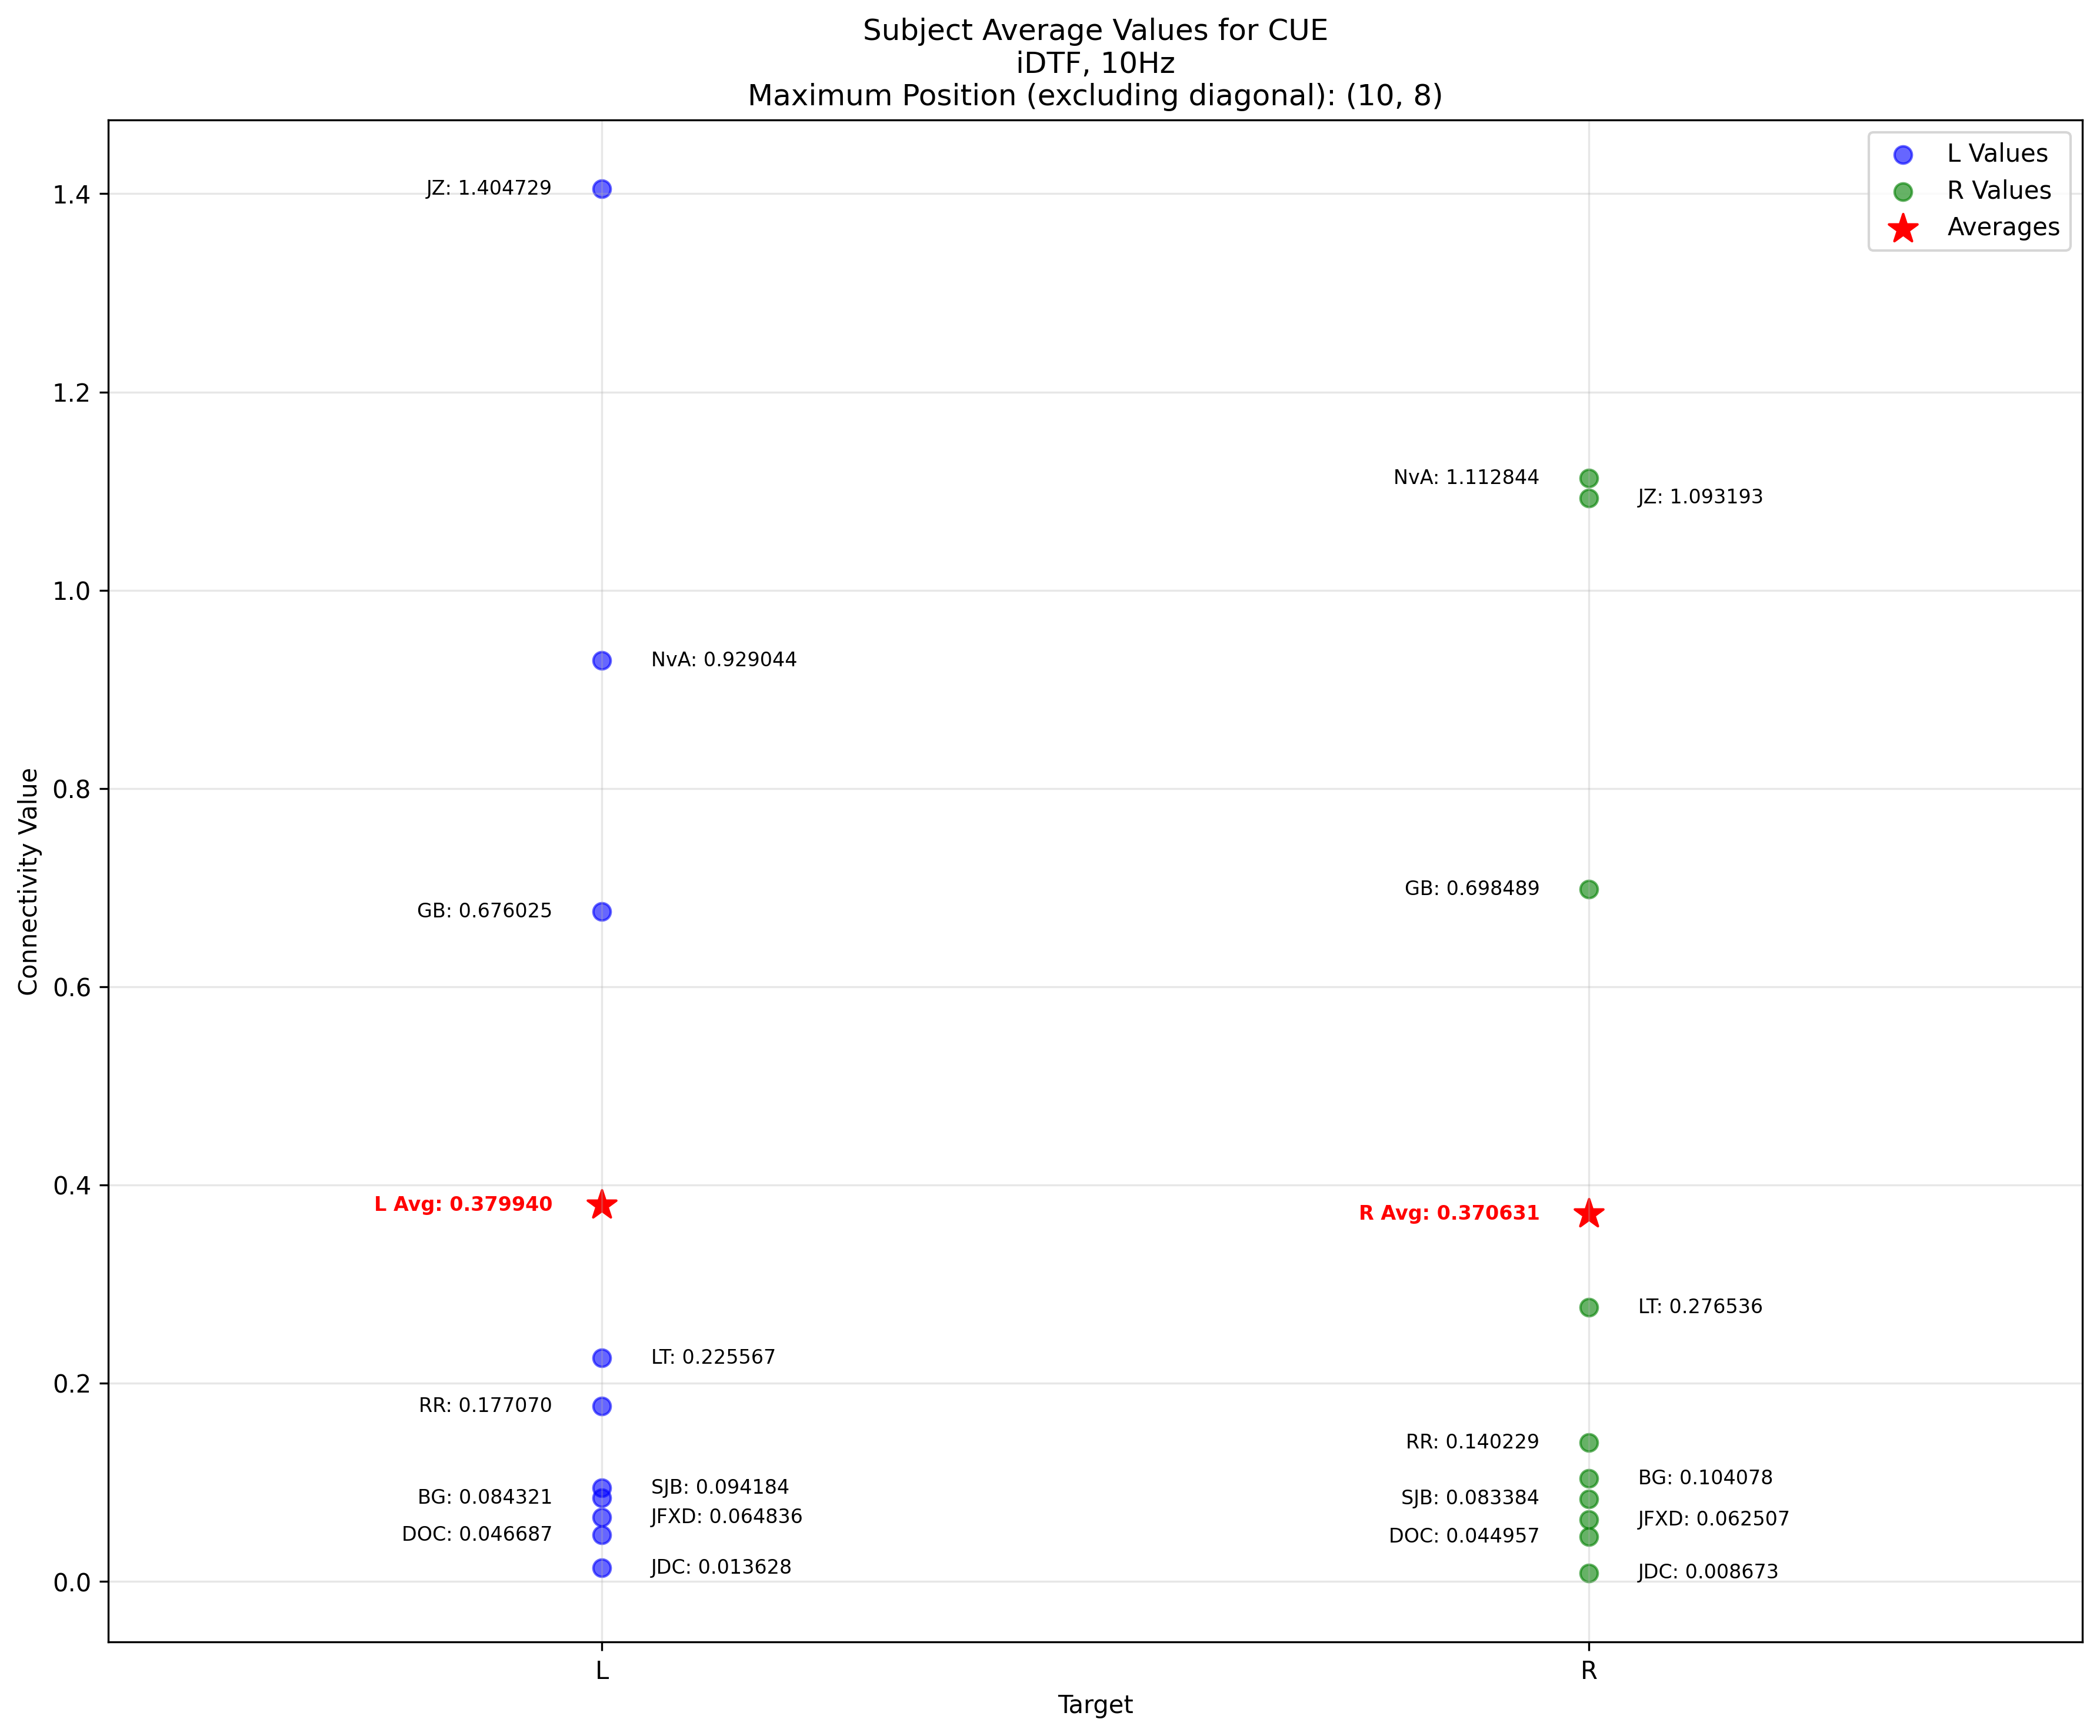 Subject Average Values for CUE
iDTF, 10Hz
Maximum Position (excluding diagonal): (10, 8)
L Values
R Values
Averages
Connectivity Value
1.4
1.2
1.0
0.8
0.6
0.4
0.2
0.0
JZ: 1.404729
NvA: 0.929044
GB: 0.676025
L Avg: 0.379940
LT: 0.225567
RR: 0.177070
SJB: 0.094184
BG: 0.084321
JFXD: 0.064836
DOC: 0.046687
JDC: 0.013628
NvA: 1.112844
JZ: 1.093193
GB: 0.698489
R Avg: 0.370631
LT: 0.276536
RR: 0.140229
BG: 0.104078
SJB: 0.083384
JFXD: 0.062507
DOC: 0.044957
JDC: 0.008673
L
R
Target